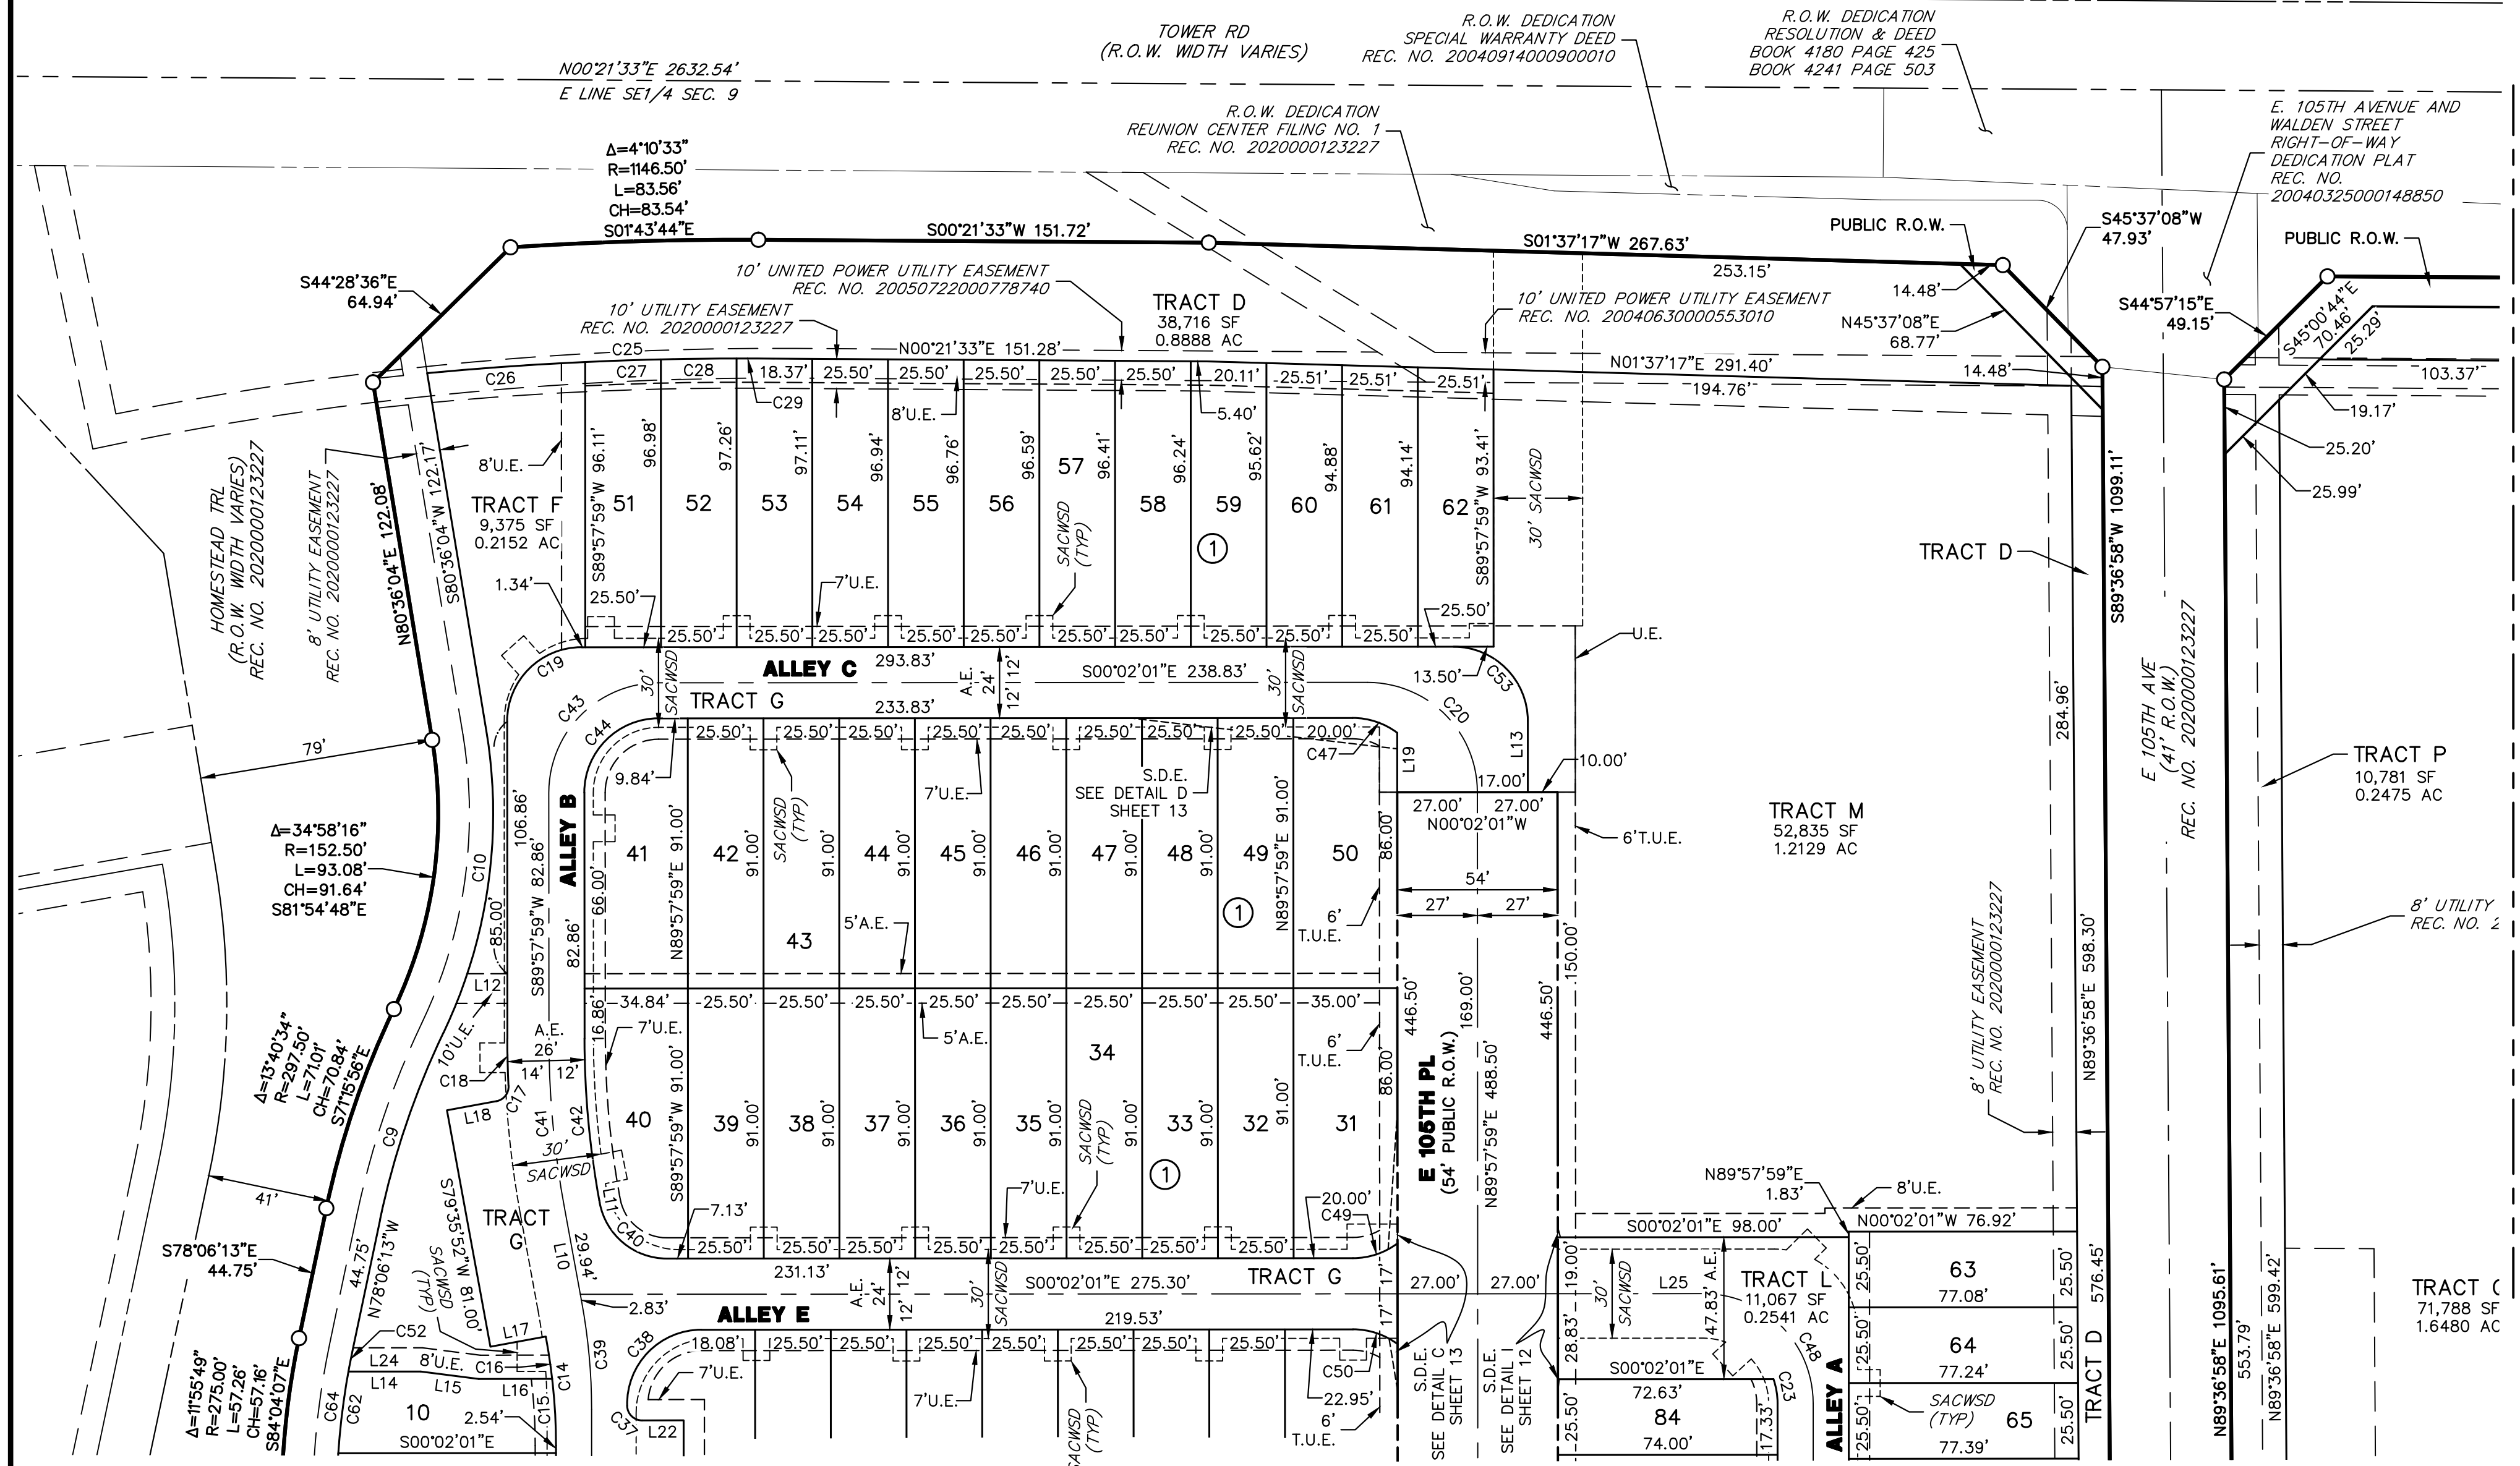 TOWER RD
(R.O.W. WIDTH VARIES)
R.O.W. DEDICATION
SPECIAL WARRANTY DEED
REC. NO. 20040914000900010
R.O.W. DEDICATION
RESOLUTION & DEED
BOOK 4180 PAGE 425
BOOK 4241 PAGE 503
N00°21'33"E 2632.54'
E LINE SE1/4 SEC. 9
R.O.W. DEDICATION
REUNION CENTER FILING NO. 1
REC. NO. 2020000123227
E. 105TH AVENUE AND
WALDEN STREET
RIGHT-OF-WAY
DEDICATION PLAT
REC. NO.
20040325000148850
Δ=4°10'33"
R=1146.50'
L=83.56'
CH=83.54'
S01°43'44"E
S00°21'33"W 151.72'
S01°37'17"W 267.63'
PUBLIC R.O.W.
S45°37'08"W
47.93'
PUBLIC R.O.W.
S44°28'36"E
64.94'
10' UNITED POWER UTILITY EASEMENT
REC. NO. 20050722000778740
10' UTILITY EASEMENT
REC. NO. 2020000123227
TRACT D
38,716 SF
0.8888 AC
10' UNITED POWER UTILITY EASEMENT
REC. NO. 20040630000553010
253.15'
14.48'
N45°37'08"E
68.77'
S44°57'15"E
49.15'
S45°00'44"E
70.46'
25.29'
C25
N00°21'33"E 151.28'
N01°37'17"E 291.40'
14.48'
194.76'
103.37'
19.17'
25.20'
25.99'
C26
C27
C28
18.37'
25.50'
25.50'
25.50'
25.50'
25.50'
20.11'
25.51'
25.51'
25.51'
C29
8'U.E.
5.40'
8'U.E.
TRACT F
9,375 SF
0.2152 AC
1.34'
S89°57'59"W 96.11'
96.98'
97.26'
97.11'
96.94'
96.76'
96.59'
96.41'
96.24'
95.62'
94.88'
94.14'
S89°57'59"W 93.41'
51
52
53
54
55
56
57
58
59
60
61
62
1
SACWSD
(TYP)
30' SACWSD
7'U.E.
25.50'
25.50'
25.50'
25.50'
25.50'
25.50'
25.50'
25.50'
25.50'
25.50'
25.50'
25.50'
HOMESTEAD TRL
(R.O.W. WIDTH VARIES)
REC. NO. 2020000123227
8' UTILITY EASEMENT
REC. NO. 2020000123227
N80°36'04"E 122.08'
S80°36'04"W 122.17'
79'
C19
ALLEY C
293.83'
S00°02'01"E 238.83'
TRACT G
233.83'
30'
SACWSD
A.E.
24'
12' 12'
30'
SACWSD
13.50'
C53
C20
L13
U.E.
C43
C44
9.84'
25.50'
25.50'
25.50'
25.50'
25.50'
25.50'
25.50'
20.00'
C47
L19
17.00'
10.00'
S.D.E.
SEE DETAIL D
SHEET 13
7'U.E.
SACWSD
(TYP)
ALLEY B
106.86'
S89°57'59"W 82.86'
82.86'
66.00'
85.00'
41
42
43
44
45
46
47
48
49
50
N89°57'59"E 91.00'
91.00'
91.00'
91.00'
91.00'
91.00'
91.00'
91.00'
N89°57'59"E 91.00'
86.00'
1
5'A.E.
6'
T.U.E.
27.00'
27.00'
N00°02'01"W
54'
27'
27'
6'T.U.E.
TRACT M
52,835 SF
1.2129 AC
TRACT D
284.96'
S89°36'58"W 1099.11'
E 105TH AVE
(41' R.O.W.)
REC. NO. 2020000123227
TRACT P
10,781 SF
0.2475 AC
8' UTILITY
REC. NO. 2
Δ=34°58'16"
R=152.50'
L=93.08'
CH=91.64'
S81°54'48"E
C10
L12
10'U.E.
C18
A.E.
26'
14'
12'
16.86'
34.84'
25.50'
25.50'
25.50'
25.50'
25.50'
25.50'
25.50'
35.00'
7'U.E.
5'A.E.
6'
T.U.E.
40
39
38
37
36
35
34
33
32
31
S89°57'59"W 91.00'
91.00'
91.00'
91.00'
91.00'
91.00'
91.00'
91.00'
91.00'
86.00'
1
SACWSD
(TYP)
7'U.E.
446.50'
169.00'
446.50'
150.00'
E 105TH PL
(54' PUBLIC R.O.W.)
N89°57'59"E 488.50'
8' UTILITY EASEMENT
REC. NO. 2020000123227
N89°36'58"E 598.30'
Δ=13°40'34"
R=297.50'
L=71.01'
CH=70.84'
S71°15'56"E
C9
L18
C17
C41
C42
30'
SACWSD
L11
C40
7.13'
25.50'
25.50'
25.50'
25.50'
25.50'
25.50'
25.50'
20.00'
C49
41'
S78°06'13"E
44.75'
44.75'
N78°06'13"W
S79°35'52"W 81.00'
SACWSD
(TYP)
TRACT
G
L10
29.94'
2.83'
231.13'
S00°02'01"E 275.30'
TRACT G
ALLEY E
A.E.
24'
12' 12'
30'
SACWSD
219.53'
17'
17'
27.00'
27.00'
N89°57'59"E
1.83'
8'U.E.
S00°02'01"E 98.00'
N00°02'01"W 76.92'
19.00'
28.83'
30'
SACWSD
47.83' A.E.
L25
TRACT L
11,067 SF
0.2541 AC
25.50'
63
77.08'
25.50'
25.50'
64
77.24'
25.50'
25.50'
65
77.39'
25.50'
SACWSD
(TYP)
576.45'
TRACT D
N89°36'58"E 1095.61'
553.79'
N89°36'58"E 599.42'
TRACT
71,788 SF
1.6480 AC
Δ=11°55'49"
R=275.00'
L=57.26'
CH=57.16'
S84°04'07"E
C64
C62
C52
L24
8'U.E.
L17
C16
L14
L15
L16
C14
C15
10
2.54'
S00°02'01"E
C39
C38
C37
L22
18.08'
25.50'
25.50'
25.50'
25.50'
25.50'
25.50'
7'U.E.
7'U.E.
SACWSD
(TYP)
C50
22.95'
6'
T.U.E.
S.D.E.
SEE DETAIL C
SHEET 13
S.D.E.
SEE DETAIL I
SHEET 12
S00°02'01"E
72.63'
84
74.00'
25.50'
17.33'
C23
C48
ALLEY A